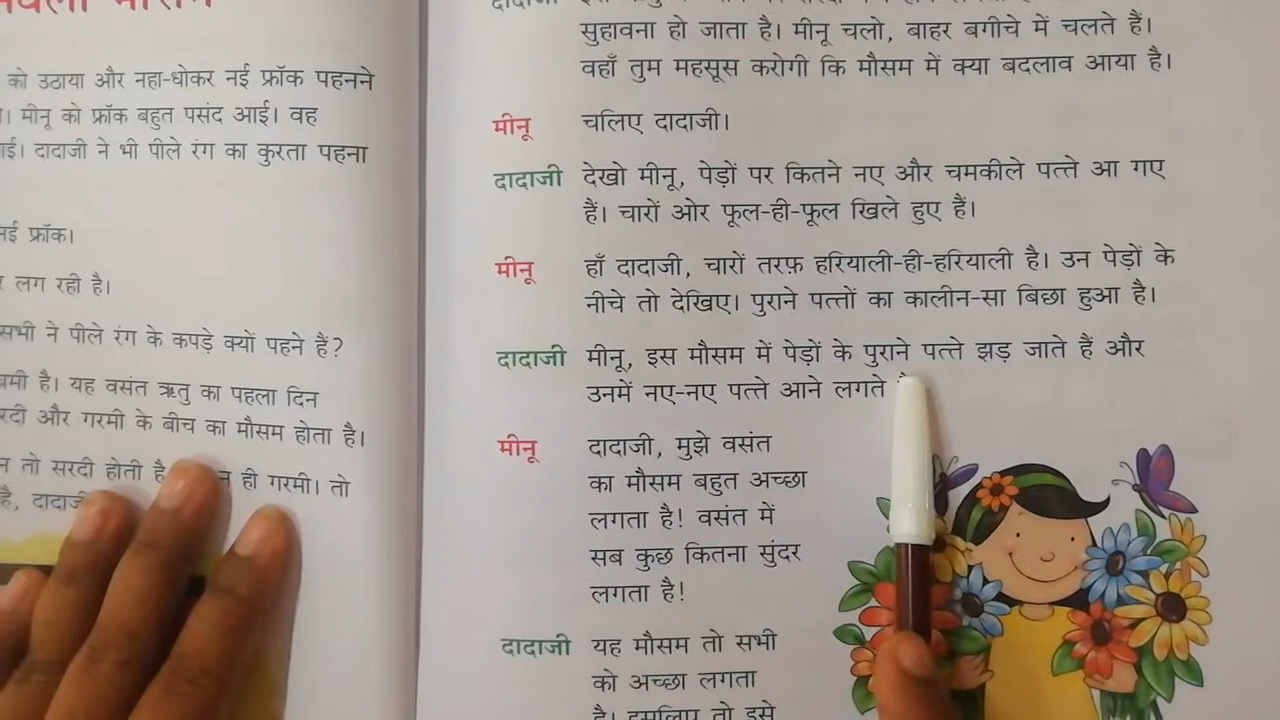 को उठाया और नहा-धोकर नई फ्रॉक पहनने
मीनू को फ्रॉक बहुत पसंद आई। वह
दादाजी ने भी पीले रंग का कुरता पहना
नई फ्रॉक।
लग रही है।
सभी ने पीले रंग के कपड़े क्यों पहने हैं?
है। यह वसंत ऋतु का पहला दिन
और गरमी के बीच का मौसम होता है।
तो सरदी होती है ही गरमी। तो
है,
दादाजी
सुहावना हो जाता है। मीनू चलो, बाहर बगीचे में चलते हैं।
वहाँ तुम महसूस करोगी कि मौसम में क्या बदलाव आया है।
मीनू चलिए दादाजी।
दादाजी देखो मीनू, पेड़ों पर कितने नए और चमकीले पत्ते आ गए
हैं। चारों ओर फूल-ही-फूल खिले हुए हैं।
मीनू हाँ दादाजी, चारों तरफ़ हरियाली-ही-हरियाली है। उन पेड़ों के
नीचे तो देखिए। पुराने पत्तों का कालीन-सा बिछा हुआ है।
दादाजी मीनू, इस मौसम में पेड़ों के पुराने पत्ते झड़ जाते हैं और
उनमें नए-नए पत्ते आने लगते
मीनू दादाजी, मुझे वसंत
का मौसम बहुत अच्छा
लगता है! वसंत में
सब कुछ कितना सुंदर
लगता है!
दादाजी यह मौसम तो सभी
को अच्छा लगता
है। इसलिए तो इसे